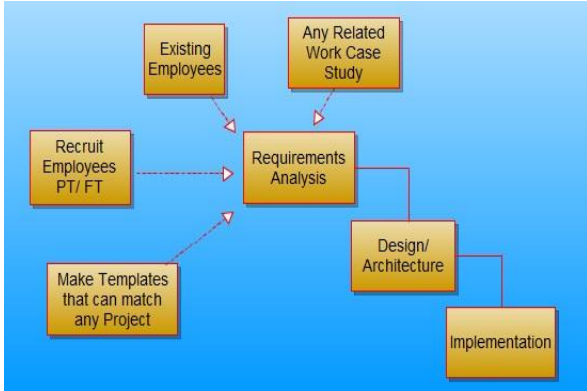 Existing
Employees
Any Related
Work Case
Study
Recruit
Employees
PT/ FT
Requirements
Analysis
Make Templates
that can match
any Project
Design/
Architecture
Implementation